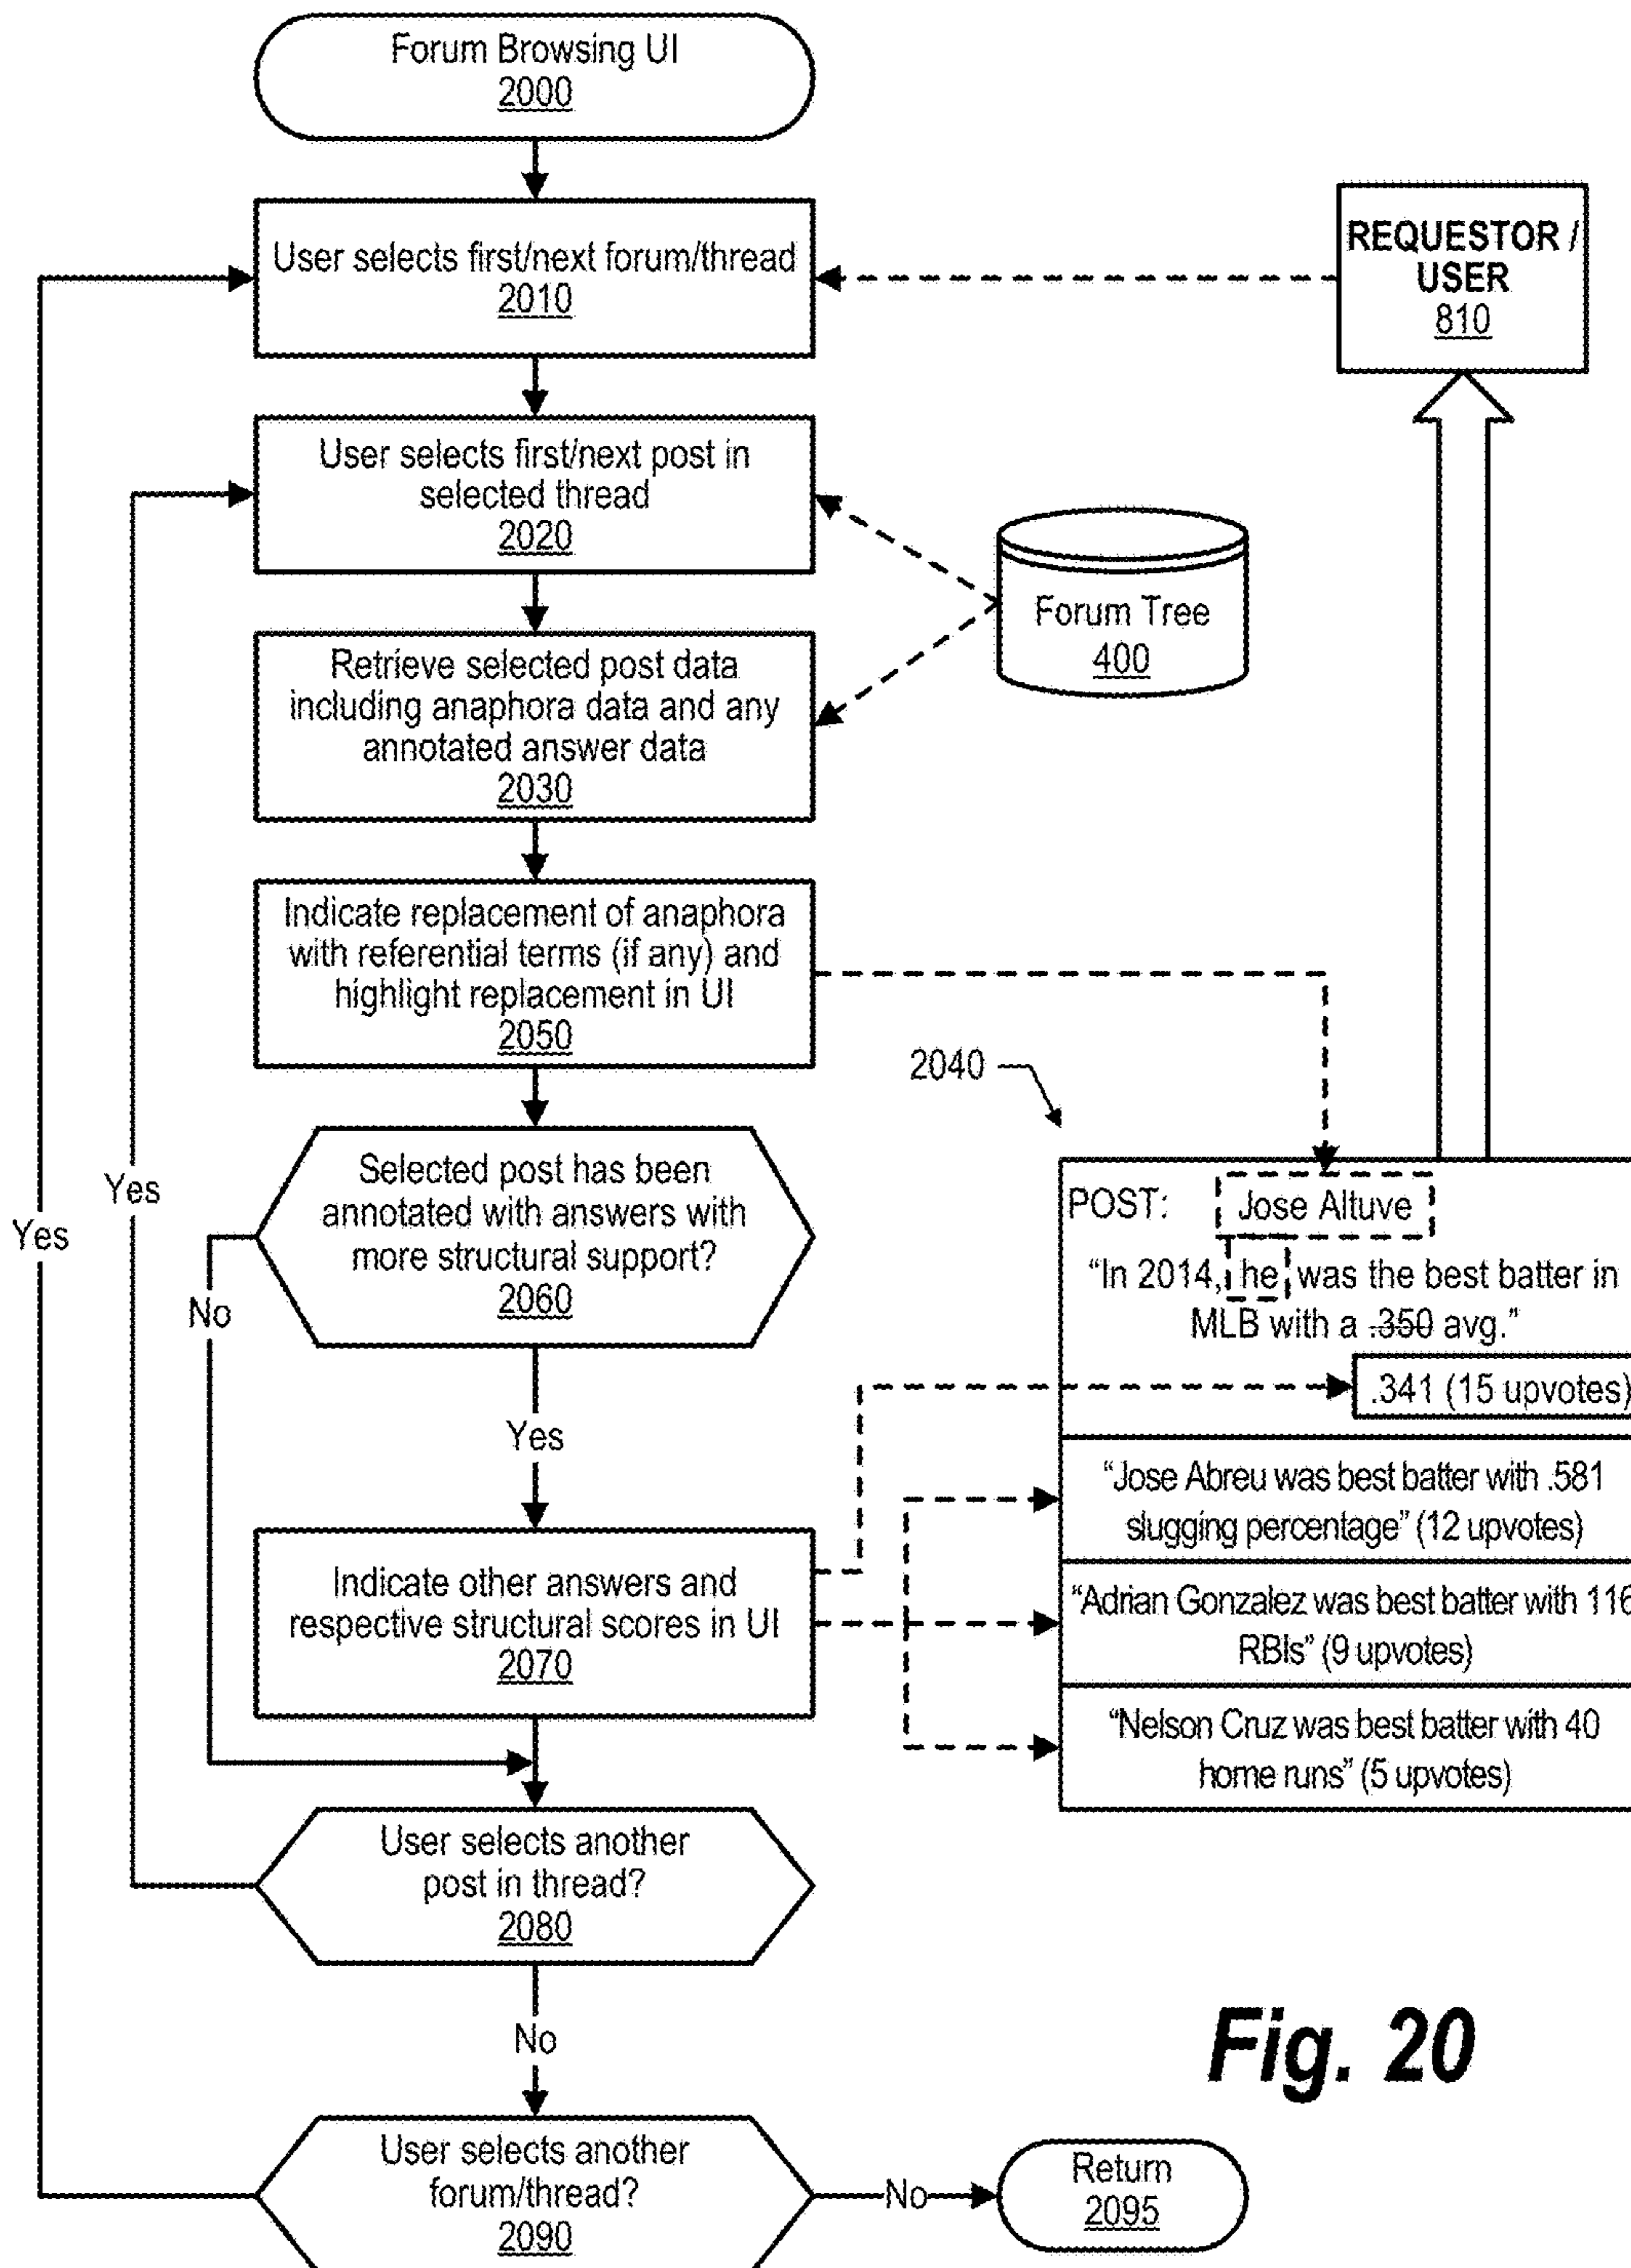 Forum Browsing UI
2000
User selects first/next forum/thread
2010
REQUESTOR /
USER
810
User selects first/next post in
selected thread
2020
Forum Tree
400
Retrieve selected post data
including anaphora data and any
annotated answer data
2030
Indicate replacement of anaphora
with referential terms (if any) and
highlight replacement in UI
2050
2040
Selected post has been
annotated with answers with
more structural support?
2060
Yes
Yes
No
Yes
POST:
Jose Altuve
“In 2014, he was the best batter in
MLB with a .350 avg.”
.341 (15 upvotes)
“Jose Abreu was best batter with .581
slugging percentage” (12 upvotes)
“Adrian Gonzalez was best batter with 116
RBIs” (9 upvotes)
“Nelson Cruz was best batter with 40
home runs” (5 upvotes)
Indicate other answers and
respective structural scores in UI
2070
User selects another
post in thread?
2080
No
Fig. 20
User selects another
forum/thread?
2090
No
Return
2095